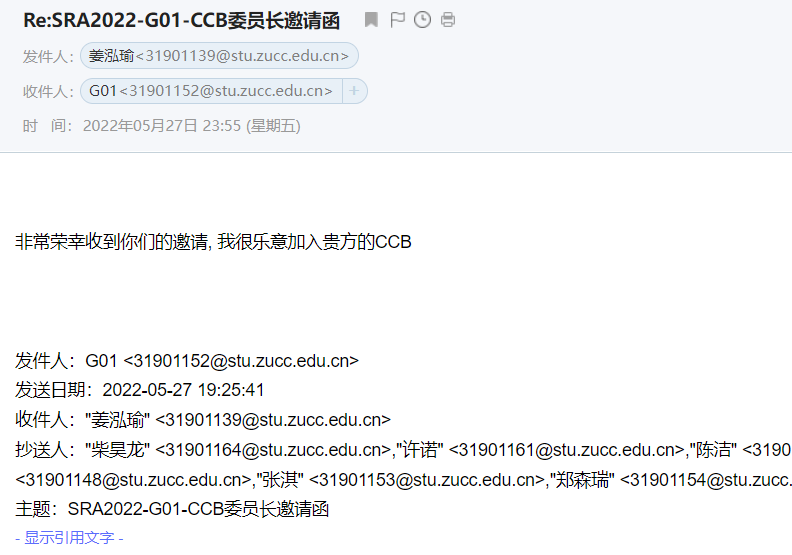 Re:SRA2022-G01-CCB委员长邀请函
发件人：姜泓瑜<31901139@stu.zucc.edu.cn>
收件人：G01<31901152@stu.zucc.edu.cn> +
时 间：2022年05月27日 23:55 (星期五)
非常荣幸收到你们的邀请, 我很乐意加入贵方的CCB
发件人：G01 <31901152@stu.zucc.edu.cn>
发送日期：2022-05-27 19:25:41
收件人："姜泓瑜" <31901139@stu.zucc.edu.cn>
抄送人："柴昊龙" <31901164@stu.zucc.edu.cn>,"许诺" <31901161@stu.zucc.edu.cn>,"陈洁" <3190
<31901148@stu.zucc.edu.cn>,"张淇" <31901153@stu.zucc.edu.cn>,"郑森瑞" <31901154@stu.zucc.
主题：SRA2022-G01-CCB委员长邀请函
- 显示引用文字 -